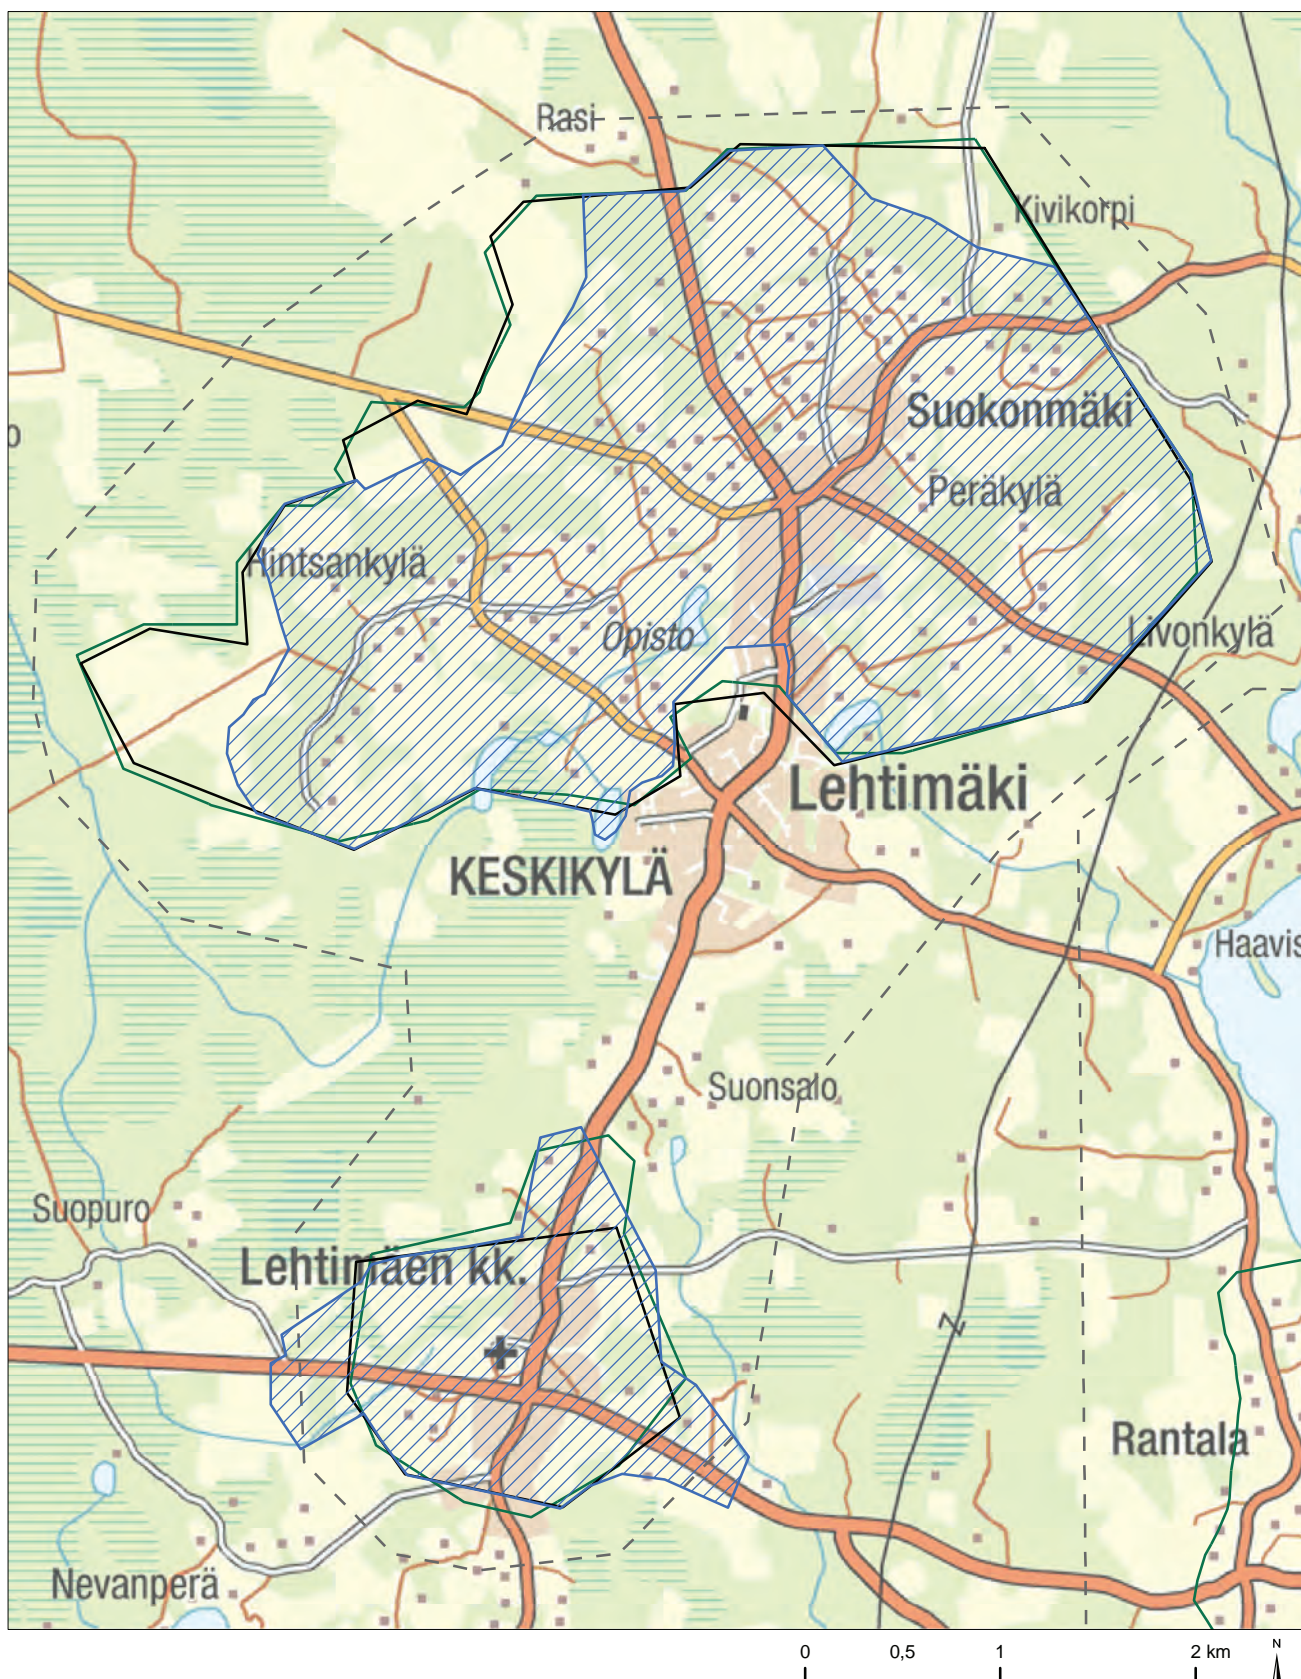 Rasi
Kivikorpi
Suokonmäki
Peräkylä
Hintsankylä
Opisto
Livonkylä
Lehtimäki
KESKIKYLÄ
Haavis
Suonsalo
Suopuro
Lehtimäen kk.
Z
Rantala
Nevanperä
0 0,5 1 2 km
N